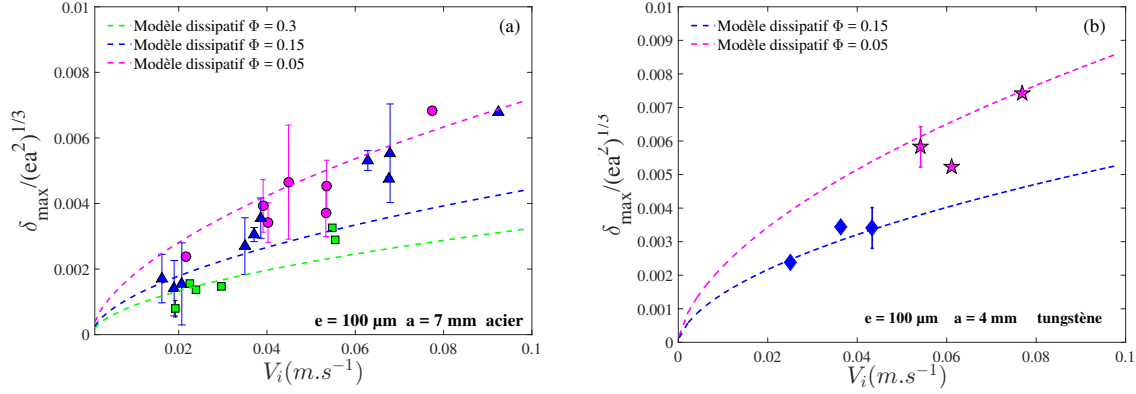 (a)
Modèle dissipatif Φ = 0.3
Modèle dissipatif Φ = 0.15
Modèle dissipatif Φ = 0.05
0.01
0.008
0.006
0.004
0.002
0
δmax/(ea²)^1/3
e = 100 µm a = 7 mm acier
0.02
0.04
0.06
0.08
0.1
Vi(m.s⁻¹)
(b)
Modèle dissipatif Φ = 0.15
Modèle dissipatif Φ = 0.05
0.01
0.009
0.008
0.007
0.006
0.005
0.004
0.003
0.002
0.001
0
δmax/(ea²)^1/3
e = 100 µm a = 4 mm tungstène
0
0.02
0.04
0.06
0.08
0.1
Vi(m.s⁻¹)